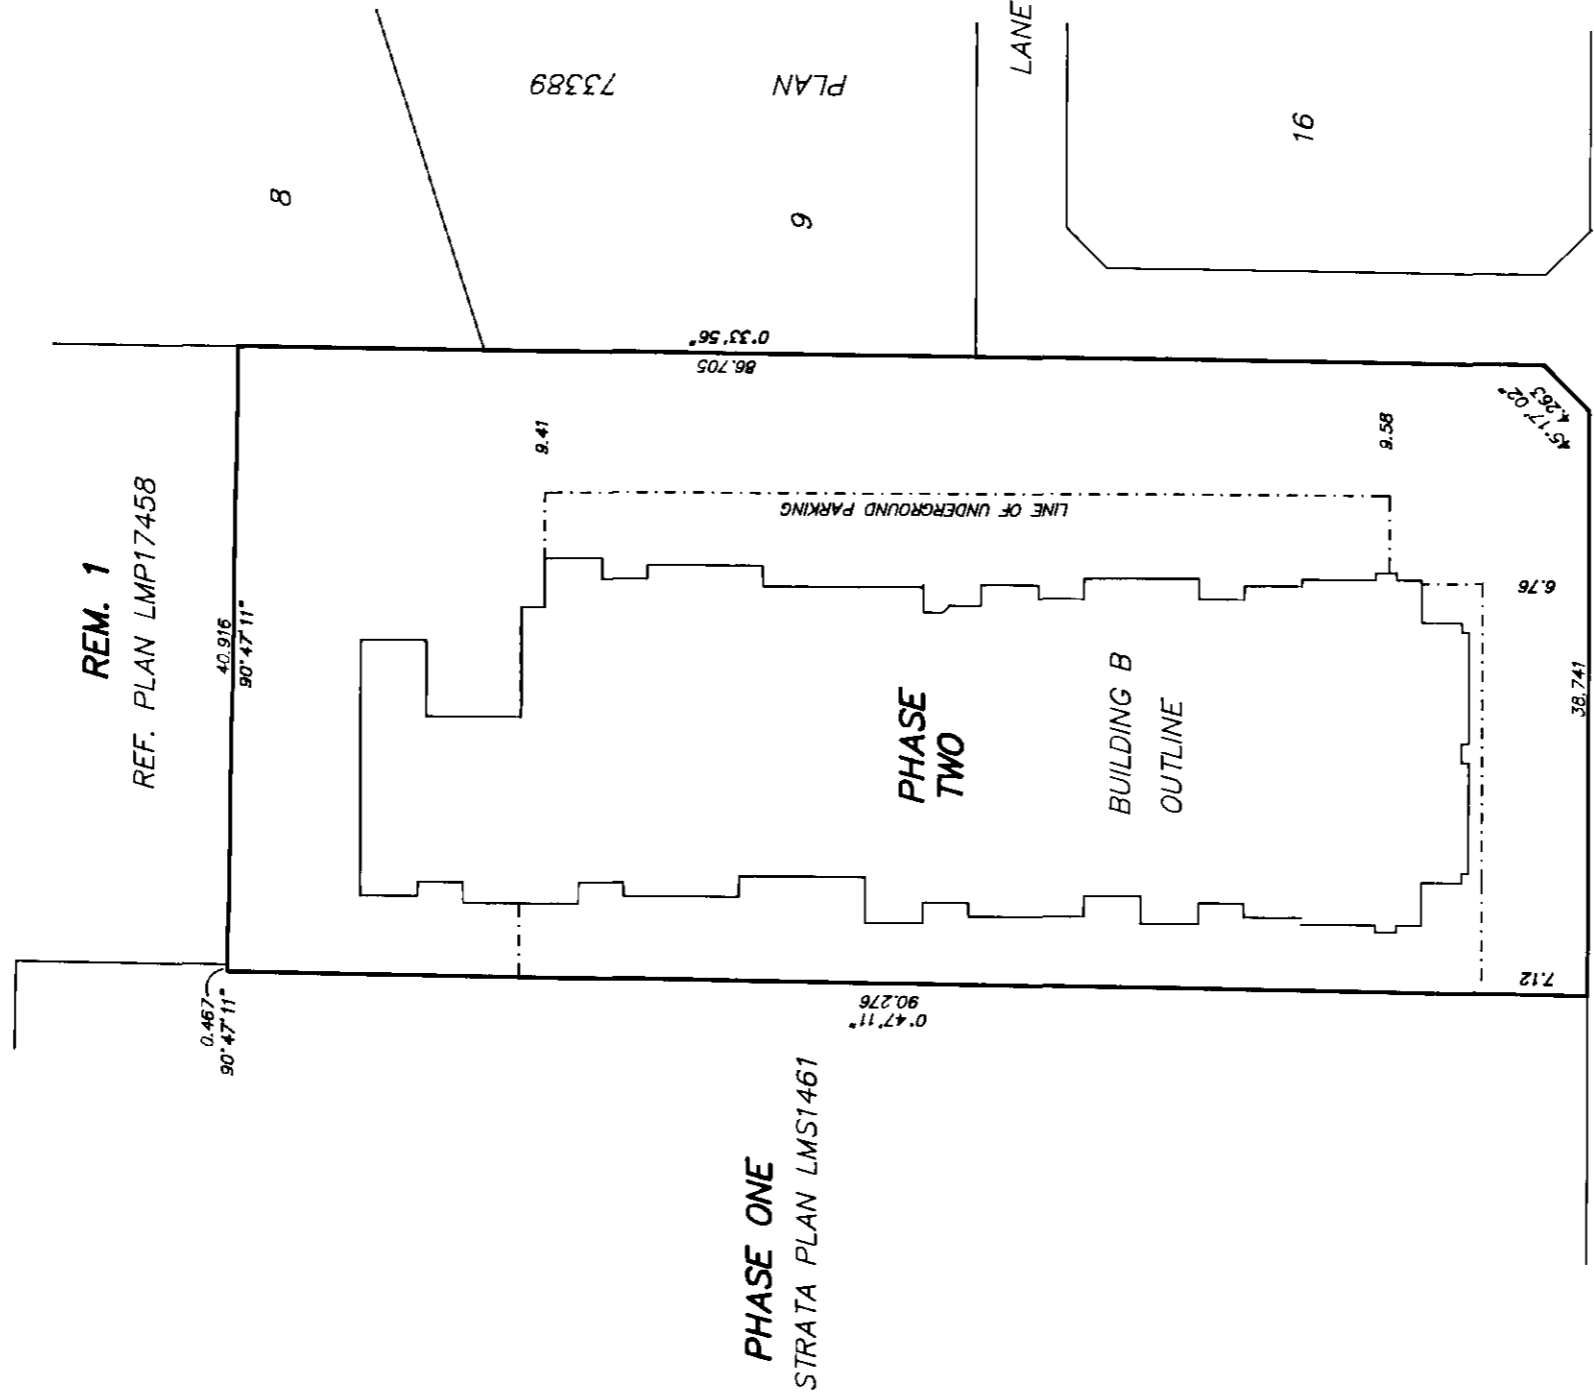 LANE
73389
PLAN
8
9
16
REM. 1
REF. PLAN LMP17458
40.916
90°47'11"
0°33'56"
86.705
9.41
9.58
45°17'02"
4.263
LINE OF UNDERGROUND PARKING
6.76
38.741
PHASE
TWO
BUILDING B
OUTLINE
0.467
90°47'11"
90.276
0°47'11"
7.12
PHASE ONE
STRATA PLAN LMS1461